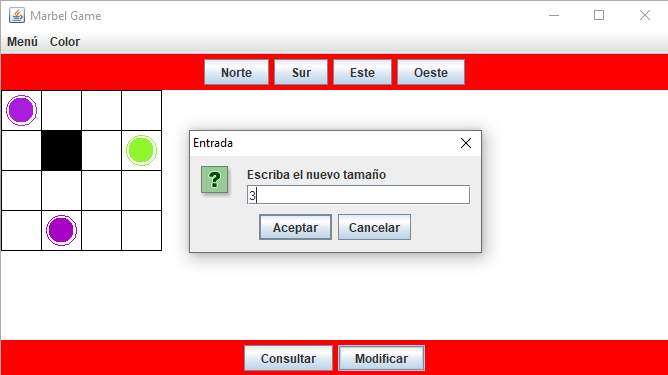 Marbel Game
Menú Color
Norte Sur Este Oeste
Entrada
?
Escriba el nuevo tamaño
3
Aceptar Cancelar
Consultar Modificar